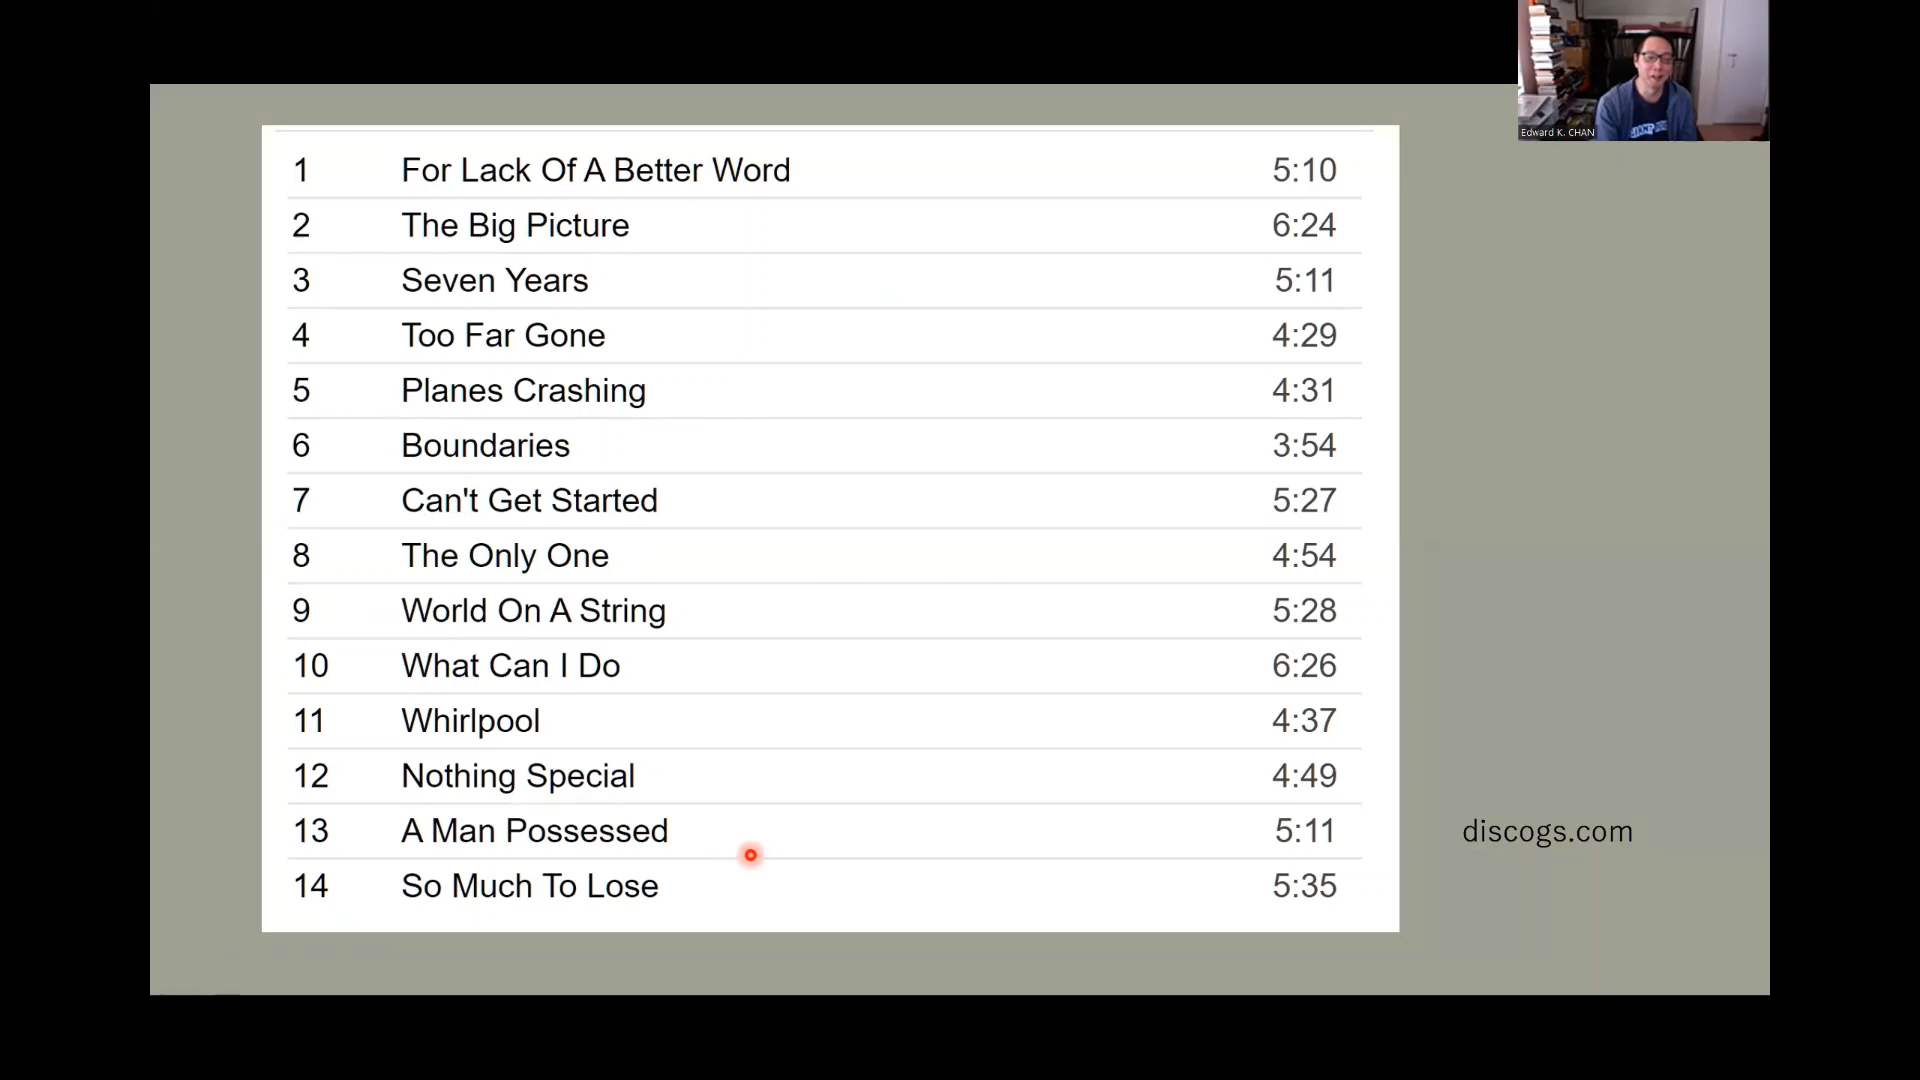 Edward K. CHAN
1 For Lack Of A Better Word 5:10
2 The Big Picture 6:24
3 Seven Years 5:11
4 Too Far Gone 4:29
5 Planes Crashing 4:31
6 Boundaries 3:54
7 Can't Get Started 5:27
8 The Only One 4:54
9 World On A String 5:28
10 What Can I Do 6:26
11 Whirlpool 4:37
12 Nothing Special 4:49
13 A Man Possessed 5:11
discogs.com
14 So Much To Lose 5:35